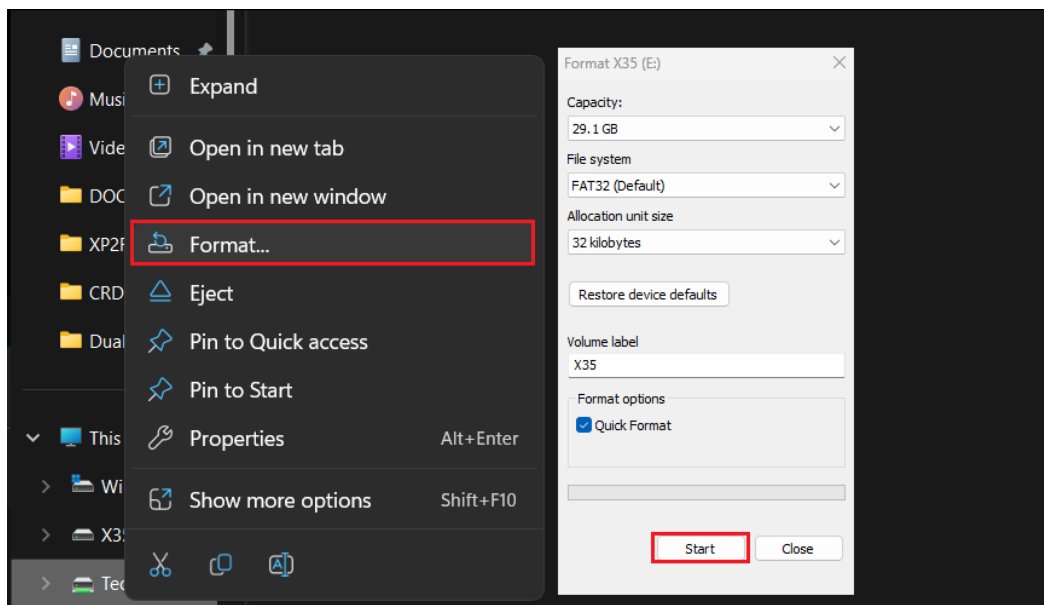 Documents
Musi
Vide
DOC
XP2F
CRD
Dual
This
Wi
X35
Tec
Expand
Open in new tab
Open in new window
Format...
Eject
Pin to Quick access
Pin to Start
Properties Alt+Enter
Show more options Shift+F10
Format X35 (E:)
Capacity:
29.1 GB
File system
FAT32 (Default)
Allocation unit size
32 kilobytes
Restore device defaults
Volume label
X35
Format options
Quick Format
Start Close